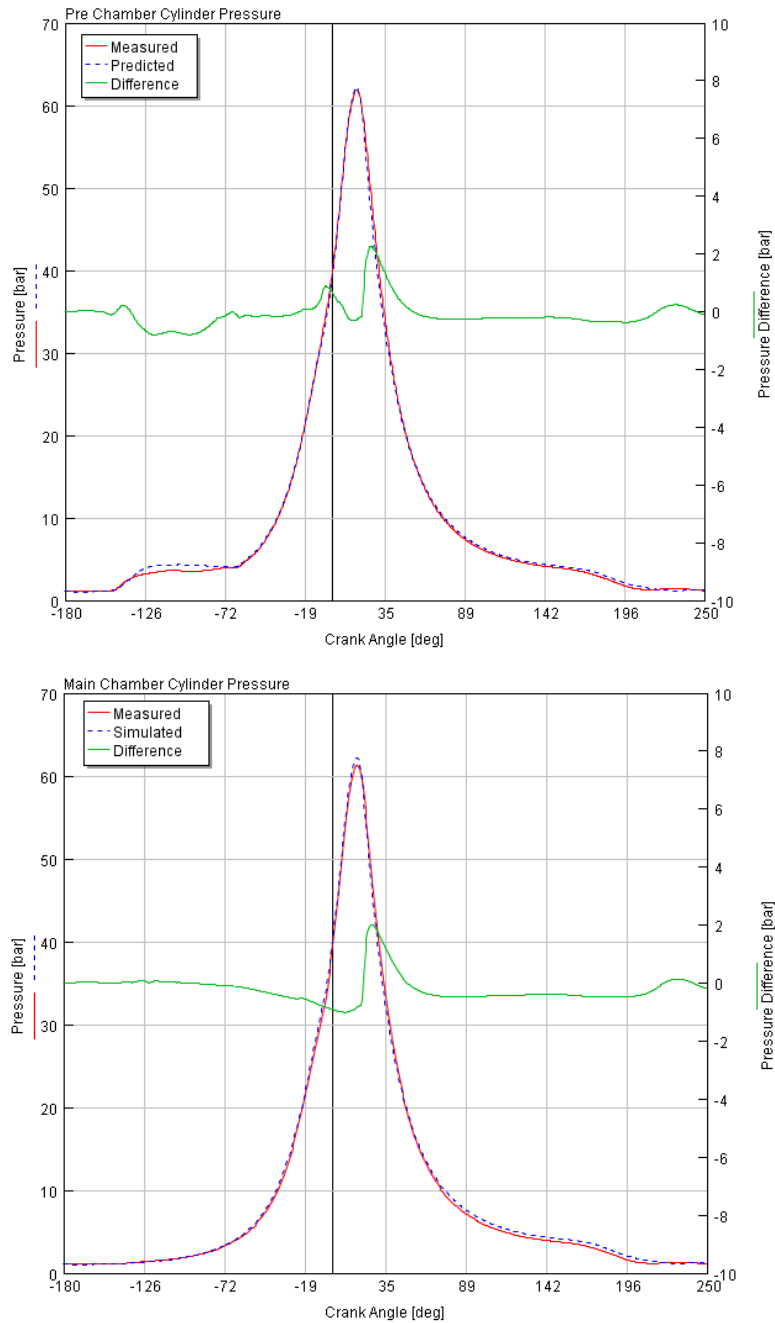 Pre Chamber Cylinder Pressure
70
60
50
40
30
20
10
0
Pressure [bar]
Measured
Predicted
Difference
10
8
6
4
2
0
-2
-4
-6
-8
-10
Pressure Difference [bar]
-180 -126 -72 -19 35 89 142 196 250
Crank Angle [deg]
Main Chamber Cylinder Pressure
70
60
50
40
30
20
10
0
Pressure [bar]
Measured
Simulated
Difference
10
8
6
4
2
0
-2
-4
-6
-8
-10
Pressure Difference [bar]
-180 -126 -72 -19 35 89 142 196 250
Crank Angle [deg]